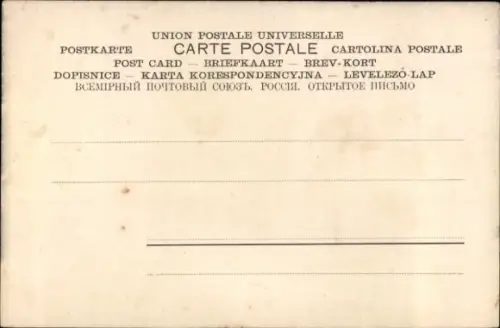 UNION POSTALE UNIVERSELLE
POSTKARTE CARTE POSTALE CARTOLINA POSTALE
POST CARD — BRIEFKAART — BREV-KORT
DOPISNICE — KARTA KORESPONDENCYJNA — LEVELEZŐ-LAP
ВСЕМІРНЫЙ ПОЧТОВЫЙ СОЮЗЪ. РОССІЯ. ОТКРЫТОЕ ПИСЬМО